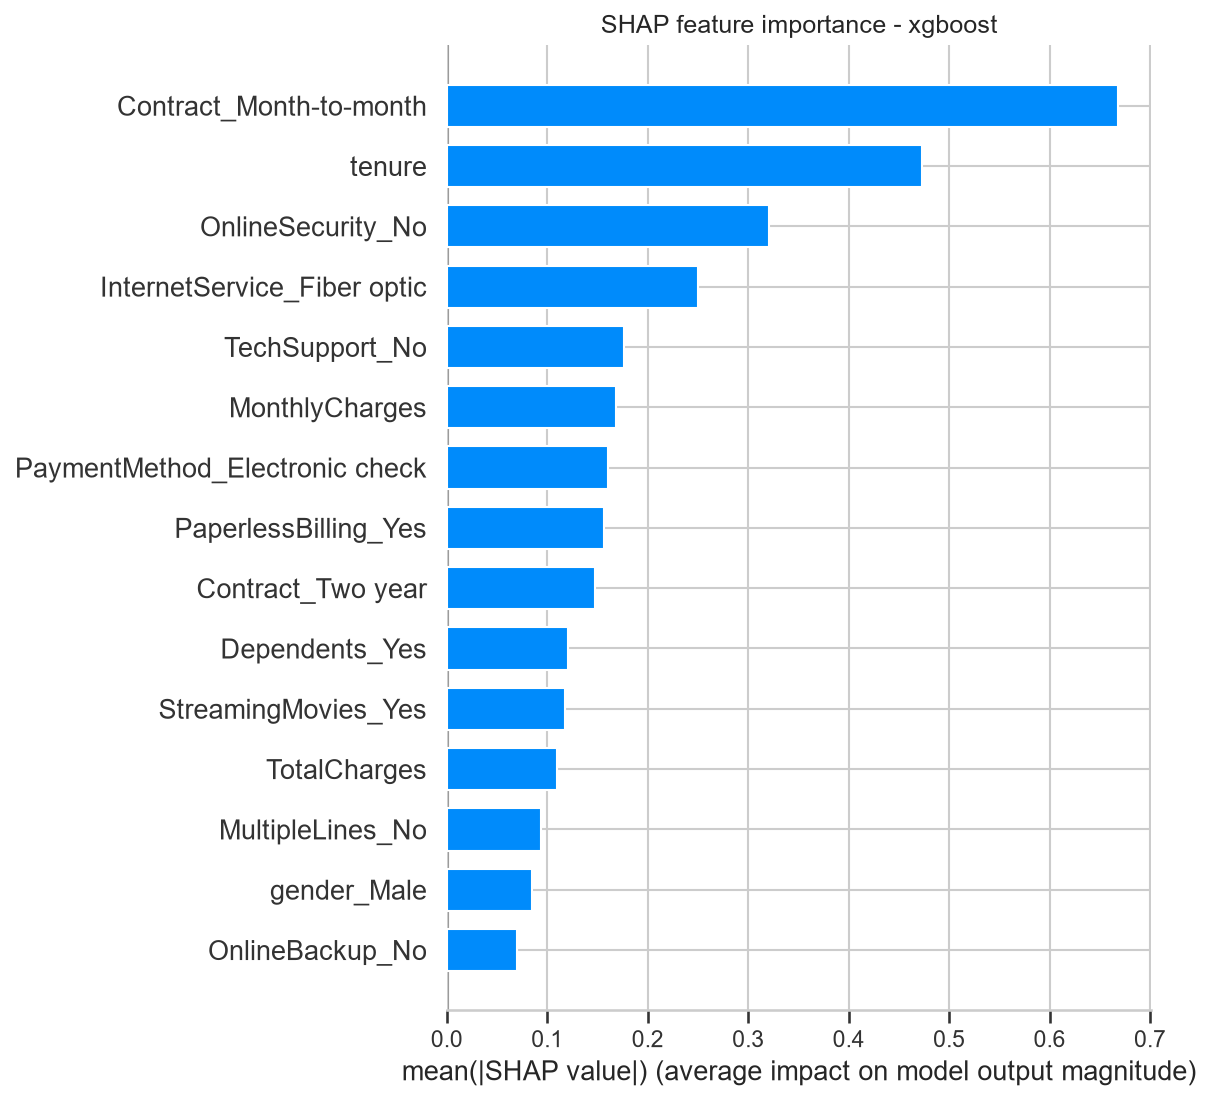 SHAP feature importance - xgboost
Contract_Month-to-month
tenure
OnlineSecurity_No
InternetService_Fiber optic
TechSupport_No
MonthlyCharges
PaymentMethod_Electronic check
PaperlessBilling_Yes
Contract_Two year
Dependents_Yes
StreamingMovies_Yes
TotalCharges
MultipleLines_No
gender_Male
OnlineBackup_No
0.0 0.1 0.2 0.3 0.4 0.5 0.6 0.7
mean(|SHAP value|) (average impact on model output magnitude)